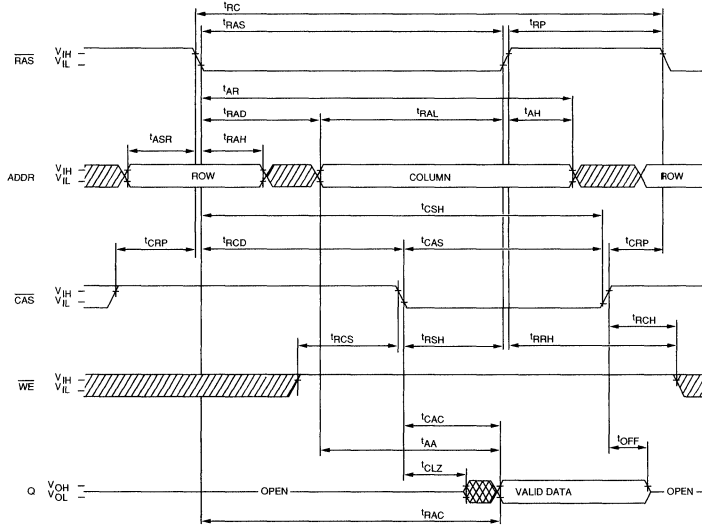 tRC
tRAS tRP
RAS VIH VIL
tAR
tRAD tRAL tAH
tASR tRAH
ADDR VIH VIL ROW COLUMN ROW
tCSH
tCRP tRCD tCAS tCRP
CAS VIH VIL
tRCH
tRCS tRSH tRRH
WE VIH VIL
tCAC
tAA tOFF
tCLZ
Q VOH VOL OPEN VALID DATA OPEN
tRAC